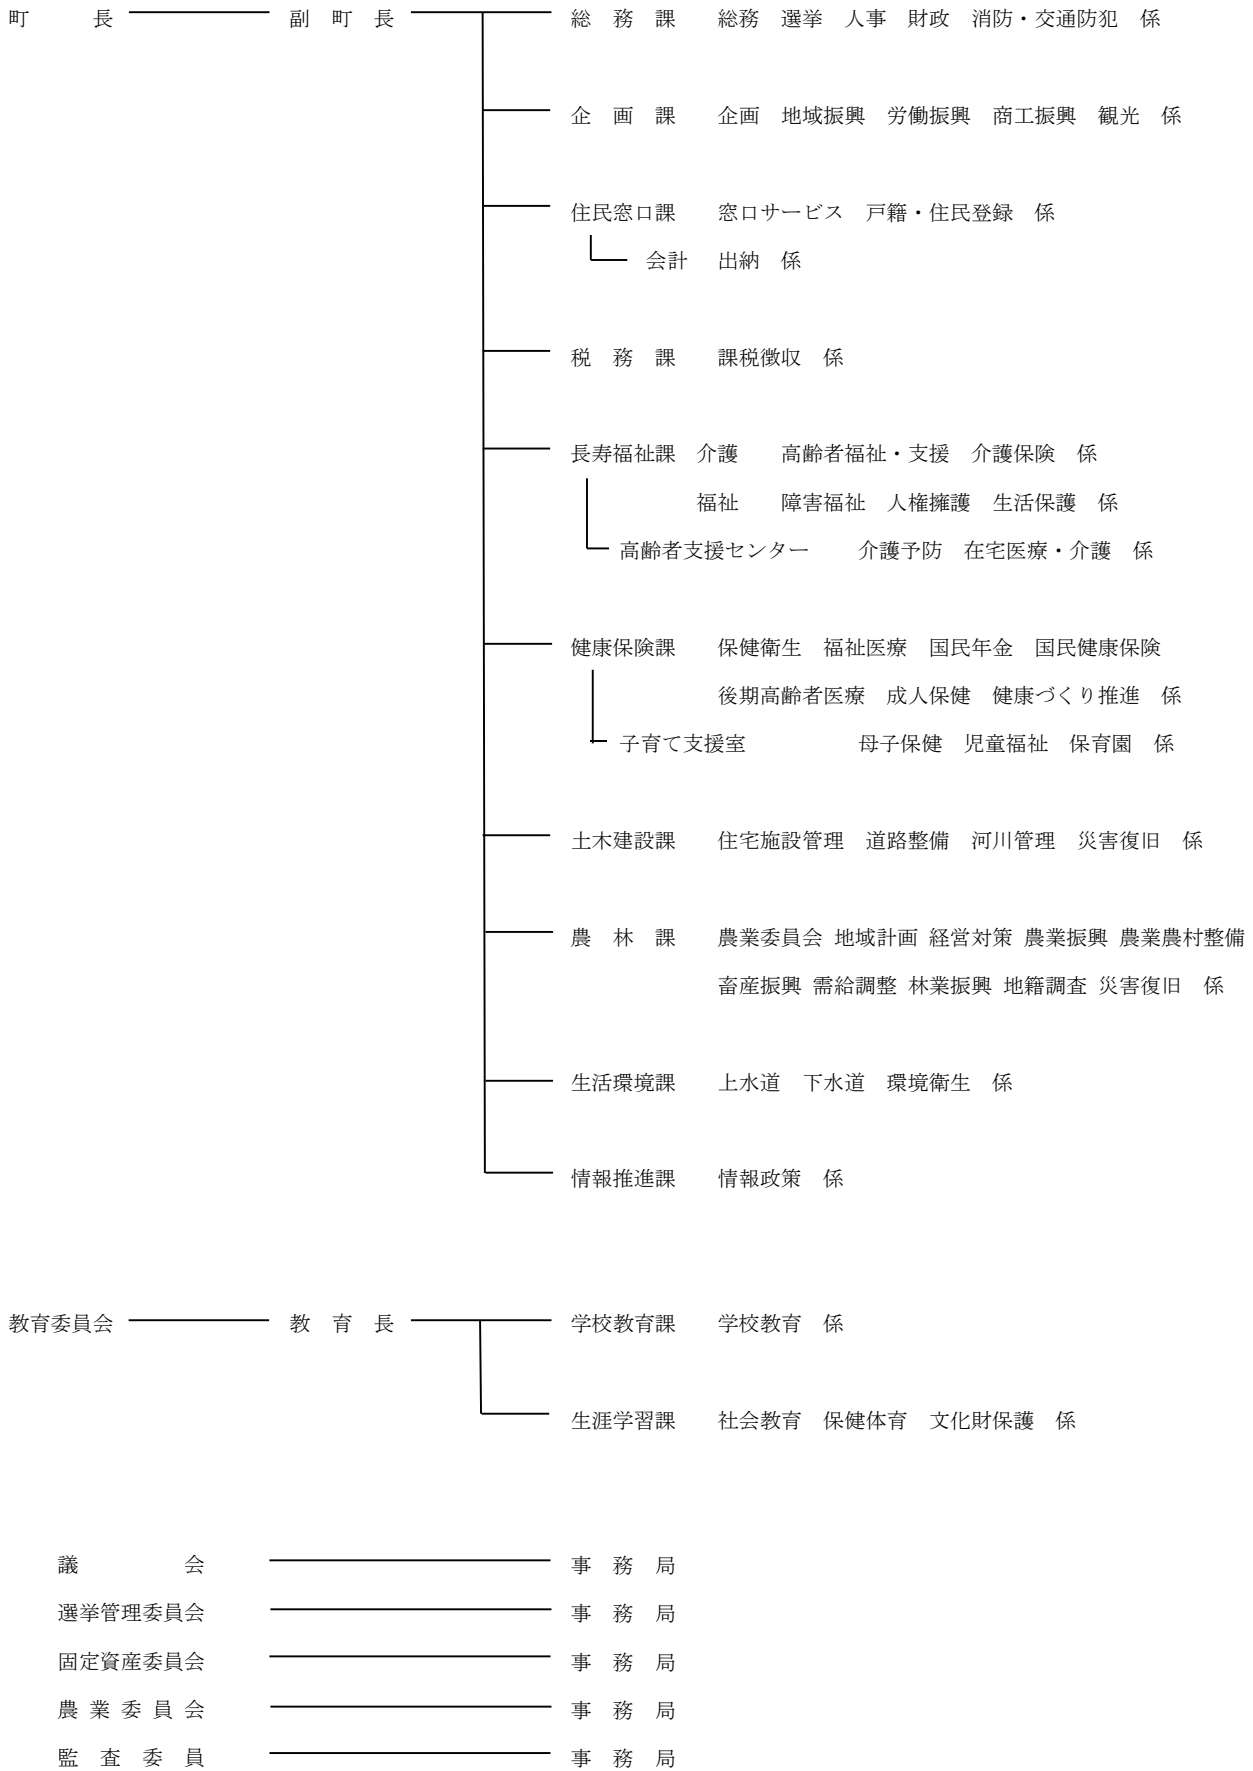 町　　　長　副　町　長　総　務　課　総務　選挙　人事　財政　消防・交通防犯　係
企　画　課　企画　地域振興　労働振興　商工振興　観光　係
住民窓口課　窓口サービス　戸籍・住民登録　係
会計　出納　係
税　務　課　課税徴収　係
長寿福祉課　介護　高齢者福祉・支援　介護保険　係
福祉　障害福祉　人権擁護　生活保護　係
高齢者支援センター　介護予防　在宅医療・介護　係
健康保険課　保健衛生　福祉医療　国民年金　国民健康保険
後期高齢者医療　成人保健　健康づくり推進　係
子育て支援室　母子保健　児童福祉　保育園　係
土木建設課　住宅施設管理　道路整備　河川管理　災害復旧　係
農　林　課　農業委員会 地域計画 経営対策 農業振興 農業農村整備
畜産振興 需給調整 林業振興 地籍調査 災害復旧　係
生活環境課　上水道　下水道　環境衛生　係
情報推進課　情報政策　係
教育委員会　教　育　長　学校教育課　学校教育　係
生涯学習課　社会教育　保健体育　文化財保護　係
議　　　　　会　事　務　局
選挙管理委員会　事　務　局
固定資産委員会　事　務　局
農 業 委 員 会　事　務　局
監　査　委　員　事　務　局